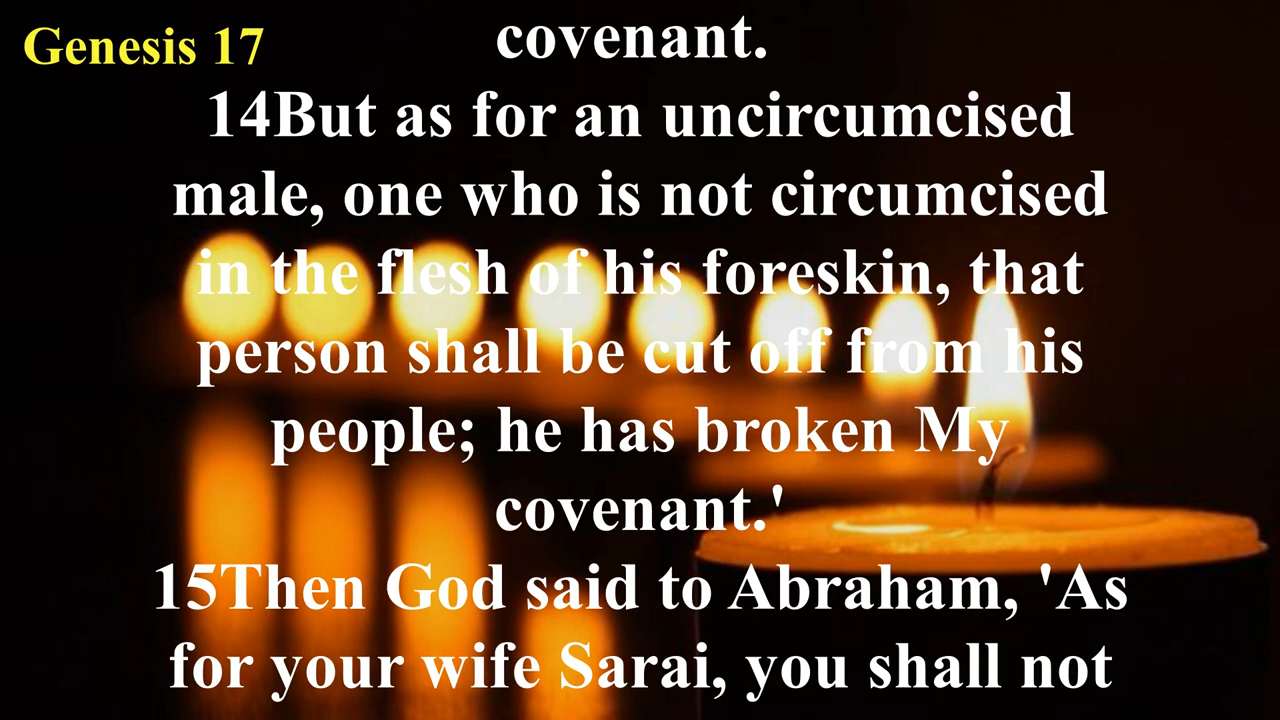 Genesis 17
covenant.
14But as for an uncircumcised
male, one who is not circumcised
in the flesh of his foreskin, that
person shall be cut off from his
people; he has broken My
covenant.'
15Then God said to Abraham, 'As
for your wife Sarai, you shall not